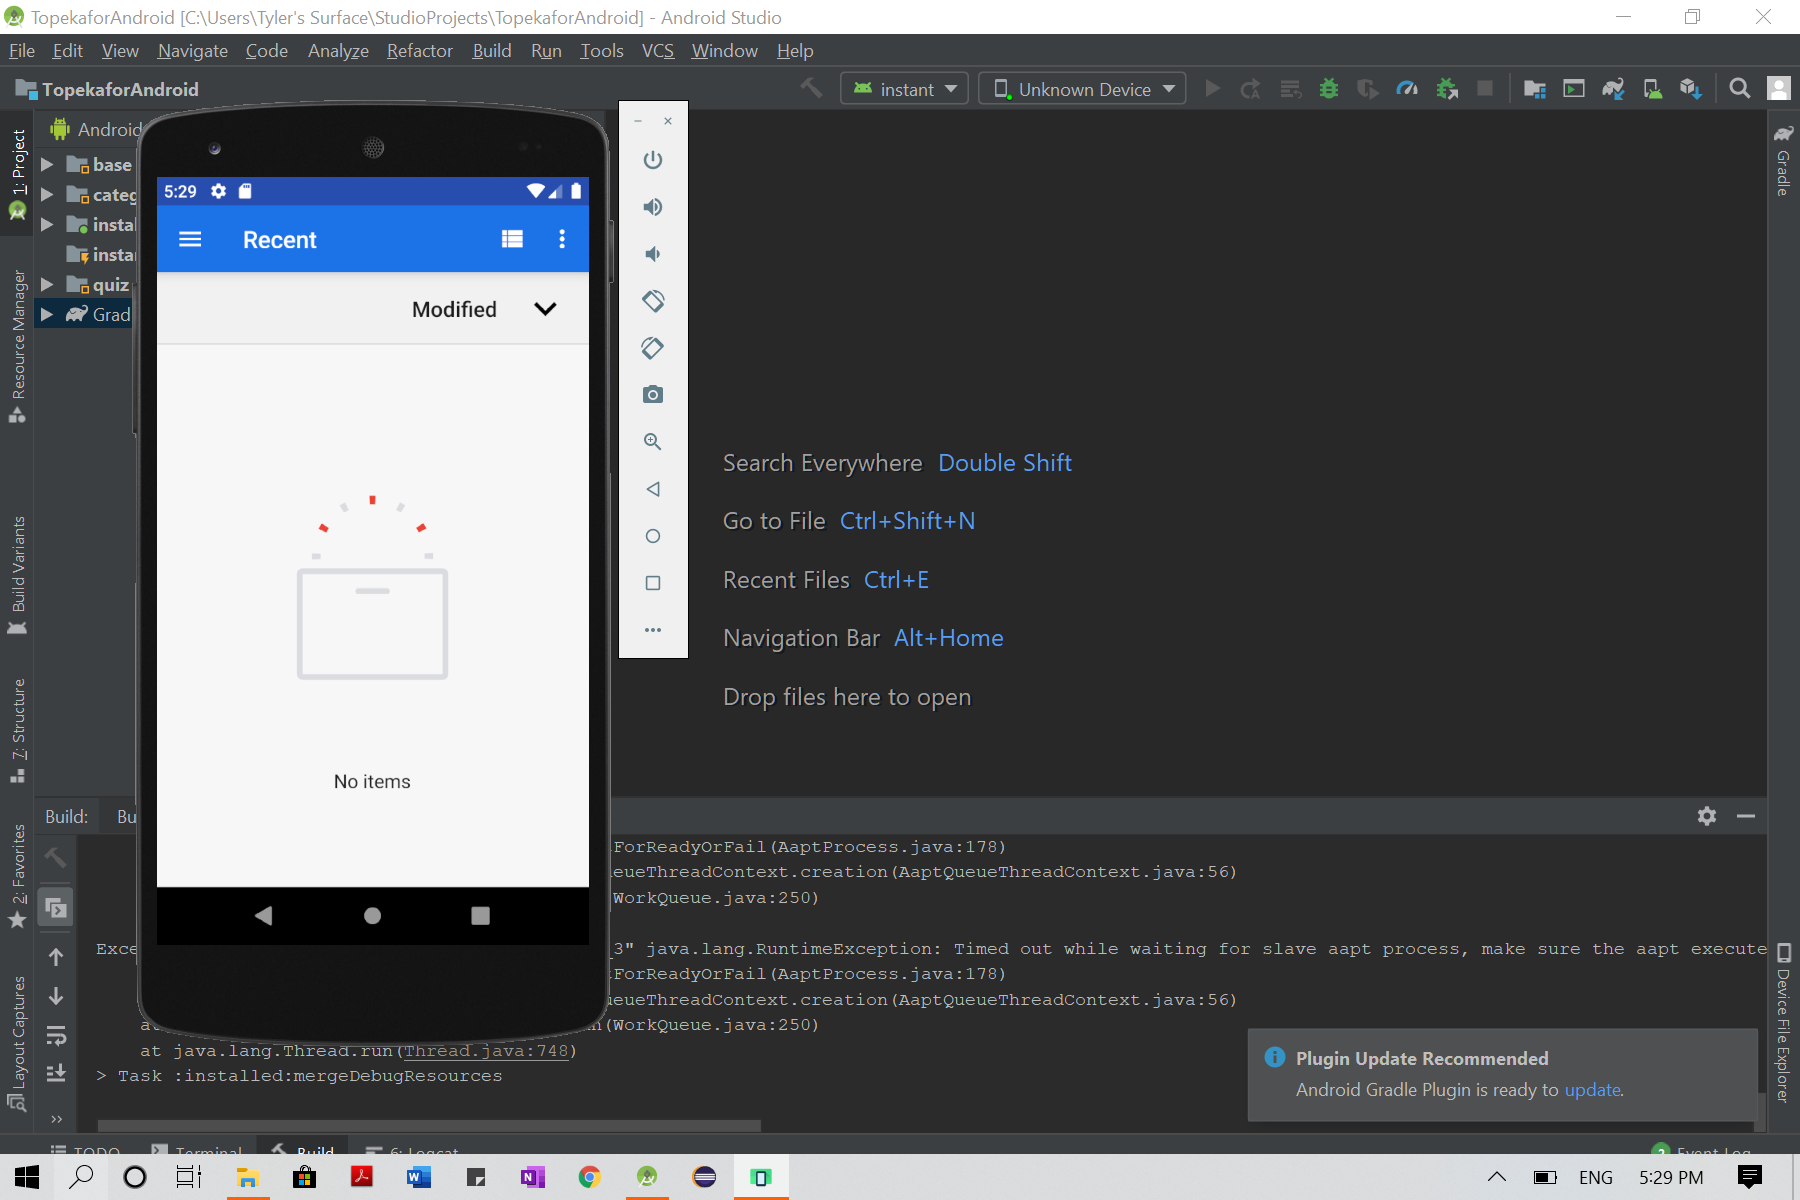 TopekaforAndroid [C:\Users\Tyler's Surface\StudioProjects\TopekaforAndroid] - Android Studio
File Edit View Navigate Code Analyze Refactor Build Run Tools VCS Window Help
TopekaforAndroid
instant
Unknown Device
1: Project
Resource Manager
Build Variants
7: Structure
2: Favorites
Layout Captures
Android
base
categ
instal
insta
quiz
Grad
5:29
Recent
Modified
No items
Search Everywhere Double Shift
Go to File Ctrl+Shift+N
Recent Files Ctrl+E
Navigation Bar Alt+Home
Drop files here to open
Gradle
Device File Explorer
Build: Bu
ForReadyOrFail(AaptProcess.java:178)
eueThreadContext.creation(AaptQueueThreadContext.java:56)
(WorkQueue.java:250)
Exce _3" java.lang.RuntimeException: Timed out while waiting for slave aapt process, make sure the aapt execute
ForReadyOrFail(AaptProcess.java:178)
eueThreadContext.creation(AaptQueueThreadContext.java:56)
at n(WorkQueue.java:250)
at java.lang.Thread.run(Thread.java:748)
> Task :installed:mergeDebugResources
Plugin Update Recommended
Android Gradle Plugin is ready to update.
TODO Terminal Build 6: Logcat 2 Event Log
ENG 5:29 PM